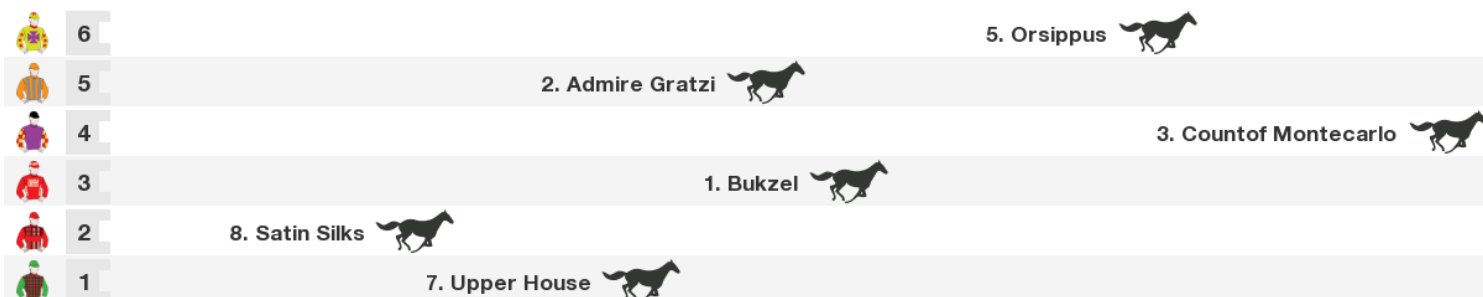 6 5. Orsippus
5 2. Admire Gratzi
4 3. Countof Montecarlo
3 1. Bukzel
2 8. Satin Silks
1 7. Upper House